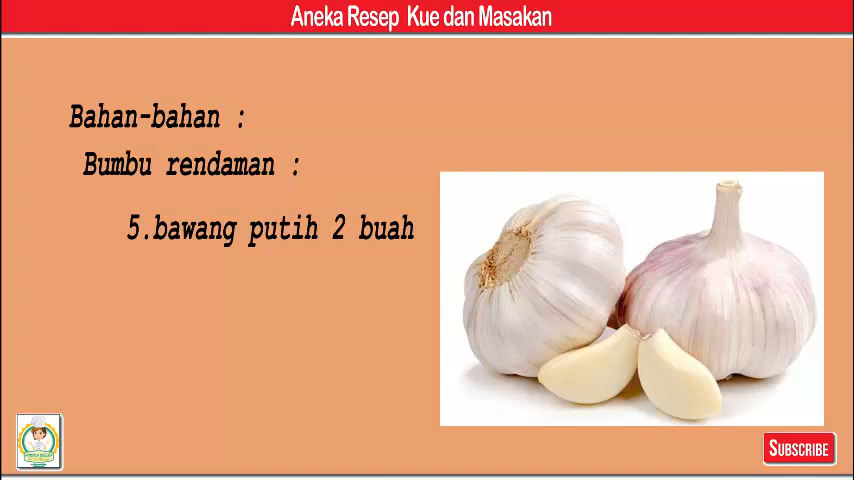 Aneka Resep Kue dan Masakan
Bahan-bahan :
Bumbu rendaman :
5.bawang putih 2 buah
SUBSCRIBE